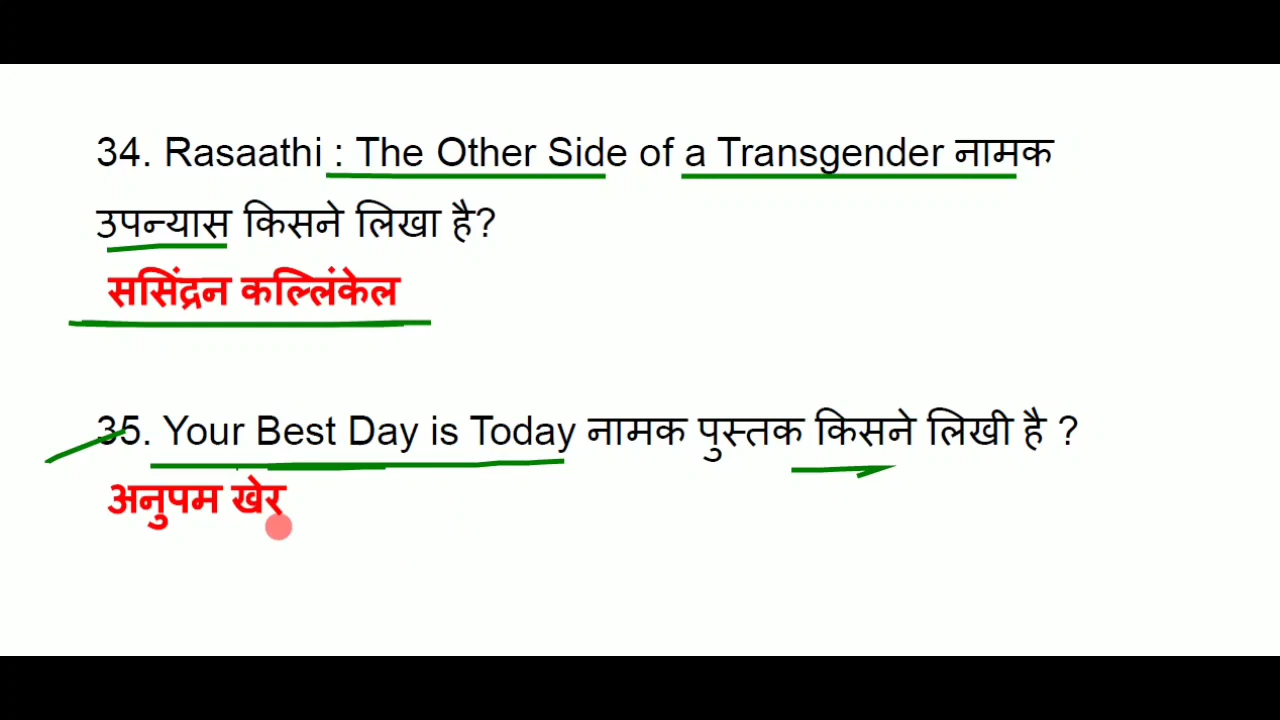 34. Rasaathi : The Other Side of a Transgender नामक
उपन्यास किसने लिखा है?
ससिंद्रन कल्लिंकेल
35. Your Best Day is Today नामक पुस्तक किसने लिखी है ?
अनुपम खेर